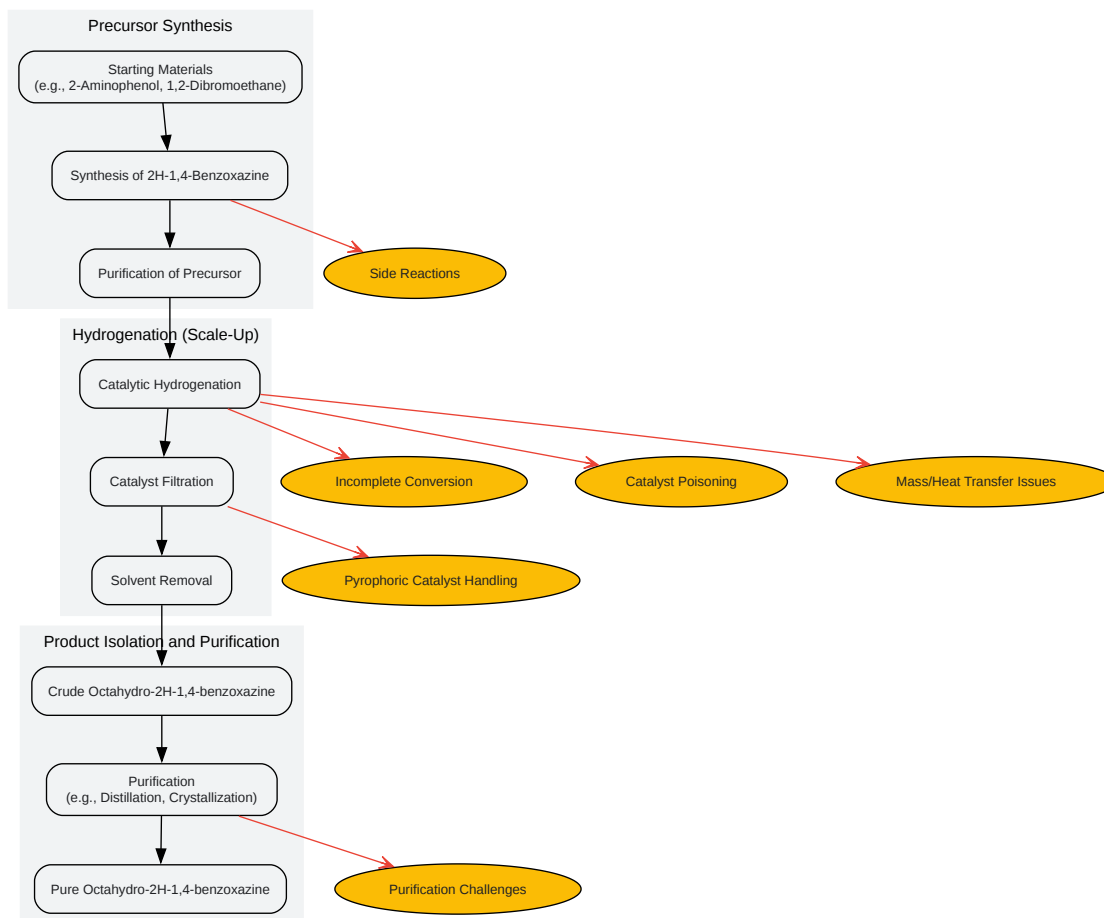 Precursor Synthesis
Starting Materials
(e.g., 2-Aminophenol, 1,2-Dibromoethane)
Synthesis of 2H-1,4-Benzoxazine
Purification of Precursor
Side Reactions
Hydrogenation (Scale-Up)
Catalytic Hydrogenation
Catalyst Filtration
Incomplete Conversion
Catalyst Poisoning
Mass/Heat Transfer Issues
Solvent Removal
Pyrophoric Catalyst Handling
Product Isolation and Purification
Crude Octahydro-2H-1,4-benzoxazine
Purification
(e.g., Distillation, Crystallization)
Pure Octahydro-2H-1,4-benzoxazine
Purification Challenges